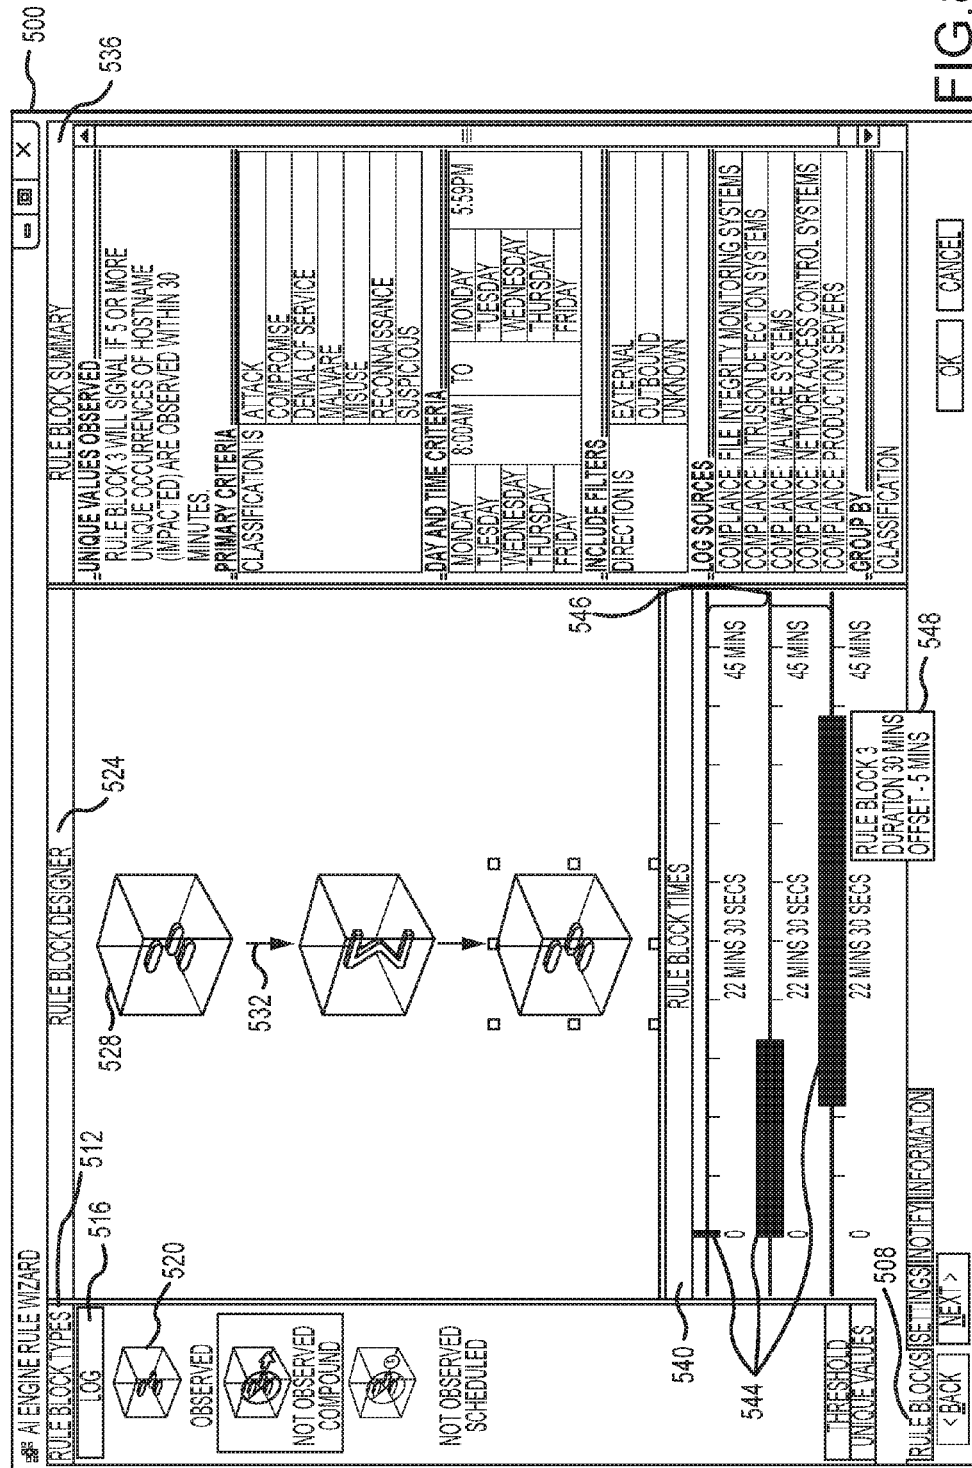 AI ENGINE RULE WIZARD
500
RULE BLOCK TYPES
512
RULE BLOCK DESIGNER
524
RULE BLOCK SUMMARY
536
LOG
516
520
OBSERVED
NOT OBSERVED
COMPOUND
NOT OBSERVED
SCHEDULED
THRESHOLD
UNIQUE VALUES
528
532
UNIQUE VALUES OBSERVED
RULE BLOCK 3 WILL SIGNAL IF 5 OR MORE
UNIQUE OCCURRENCES OF HOSTNAME
(IMPACTED) ARE OBSERVED WITHIN 30
MINUTES.
PRIMARY CRITERIA
CLASSIFICATION IS
ATTACK
COMPROMISE
DENIAL OF SERVICE
MALWARE
MISUSE
RECONNAISSANCE
SUSPICIOUS
DAY AND TIME CRITERIA
MONDAY 8:00AM TO MONDAY 5:59PM
TUESDAY TUESDAY
WEDNESDAY WEDNESDAY
THURSDAY THURSDAY
FRIDAY FRIDAY
INCLUDE FILTERS
DIRECTION IS
EXTERNAL
OUTBOUND
UNKNOWN
LOG SOURCES
COMPLIANCE: FILE INTEGRITY MONITORING SYSTEMS
COMPLIANCE: INTRUSION DETECTION SYSTEMS
COMPLIANCE: MALWARE SYSTEMS
COMPLIANCE: NETWORK ACCESS CONTROL SYSTEMS
COMPLIANCE: PRODUCTION SERVERS
GROUP BY
CLASSIFICATION
540
RULE BLOCK TIMES
546
0 22 MINS 30 SECS 45 MINS
0 22 MINS 30 SECS 45 MINS
0 22 MINS 30 SECS 45 MINS
544
RULE BLOCK 3
DURATION 30 MINS
OFFSET - 5 MINS
548
508
RULE BLOCKS SETTINGS NOTIFY INFORMATION
< BACK NEXT > OK CANCEL
FIG.